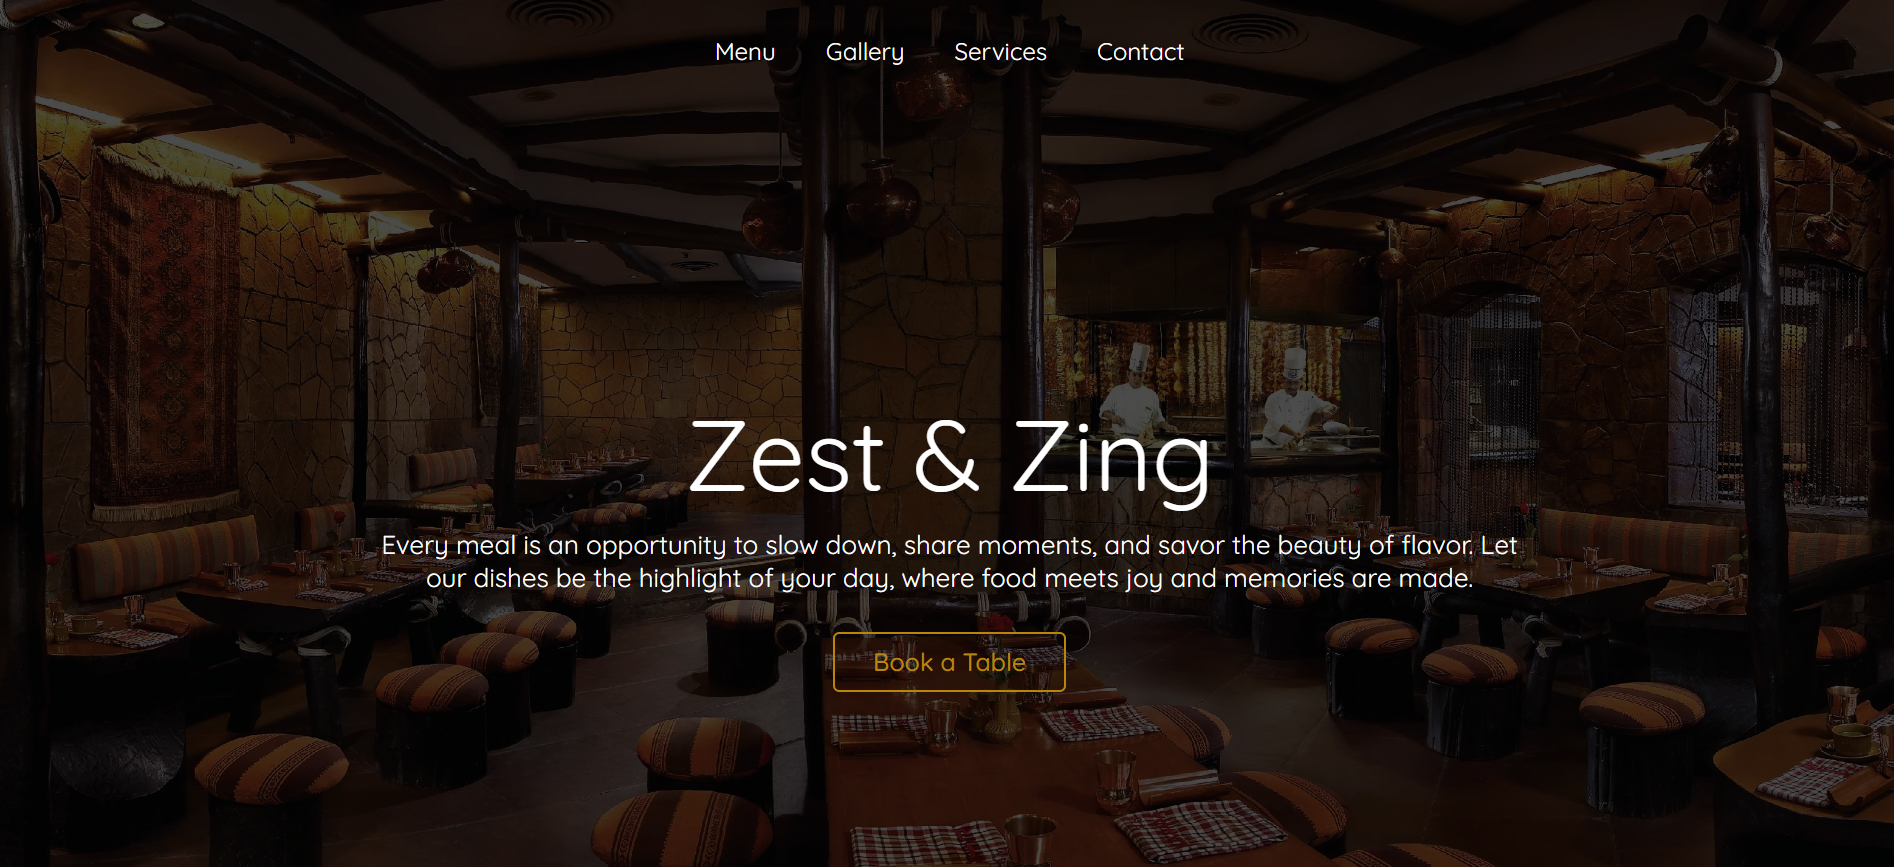 Menu Gallery Services Contact
Zest & Zing
Every meal is an opportunity to slow down, share moments, and savor the beauty of flavor. Let
our dishes be the highlight of your day, where food meets joy and memories are made.
Book a Table